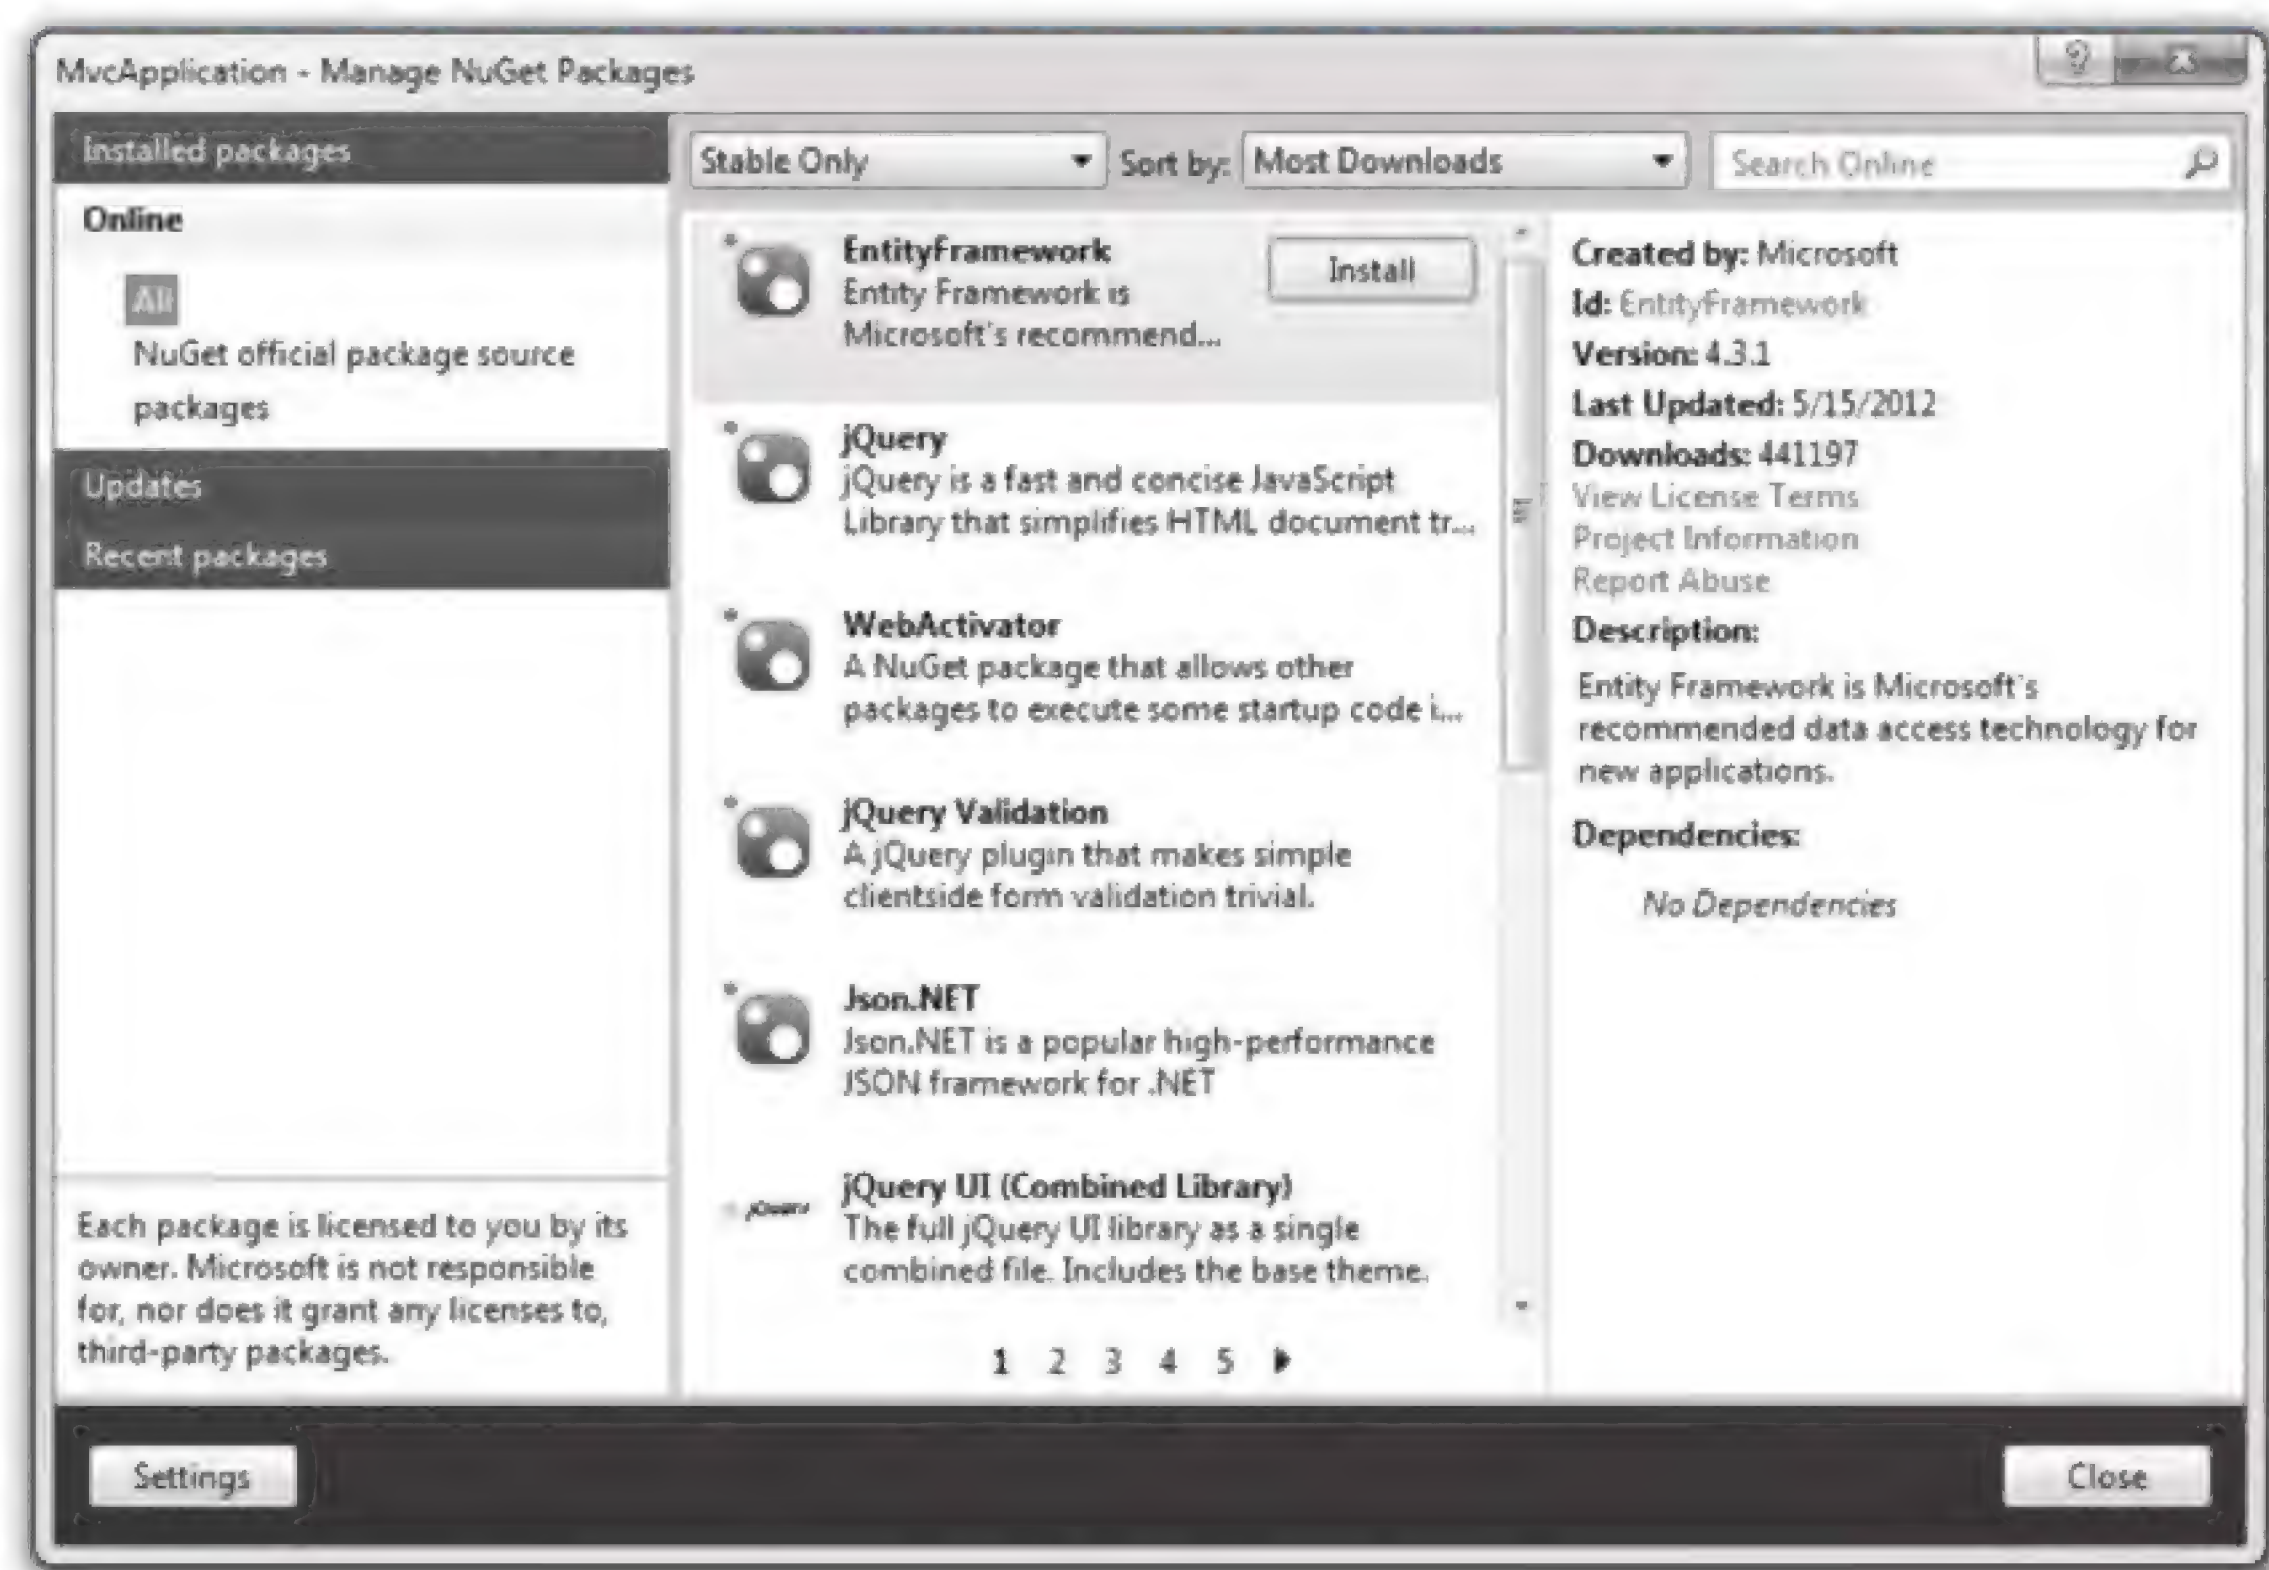 MvcApplication - Manage NuGet Packages
Installed packages
Online
All
NuGet official package source
packages
Updates
Recent packages
Each package is licensed to you by its
owner. Microsoft is not responsible
for, nor does it grant any licenses to,
third-party packages.
Settings
Stable Only
Sort by: Most Downloads
Search Online
EntityFramework
Entity Framework is
Microsoft's recommend...
Install
jQuery
jQuery is a fast and concise JavaScript
Library that simplifies HTML document tr...
WebActivator
A NuGet package that allows other
packages to execute some startup code i...
jQuery Validation
A jQuery plugin that makes simple
clientside form validation trivial.
Json.NET
Json.NET is a popular high-performance
JSON framework for .NET
jQuery
jQuery UI (Combined Library)
The full jQuery UI library as a single
combined file. Includes the base theme.
1 2 3 4 5
Created by: Microsoft
Id: EntityFramework
Version: 4.3.1
Last Updated: 5/15/2012
Downloads: 441197
View License Terms
Project Information
Report Abuse
Description:
Entity Framework is Microsoft's
recommended data access technology for
new applications.
Dependencies:
No Dependencies
Close